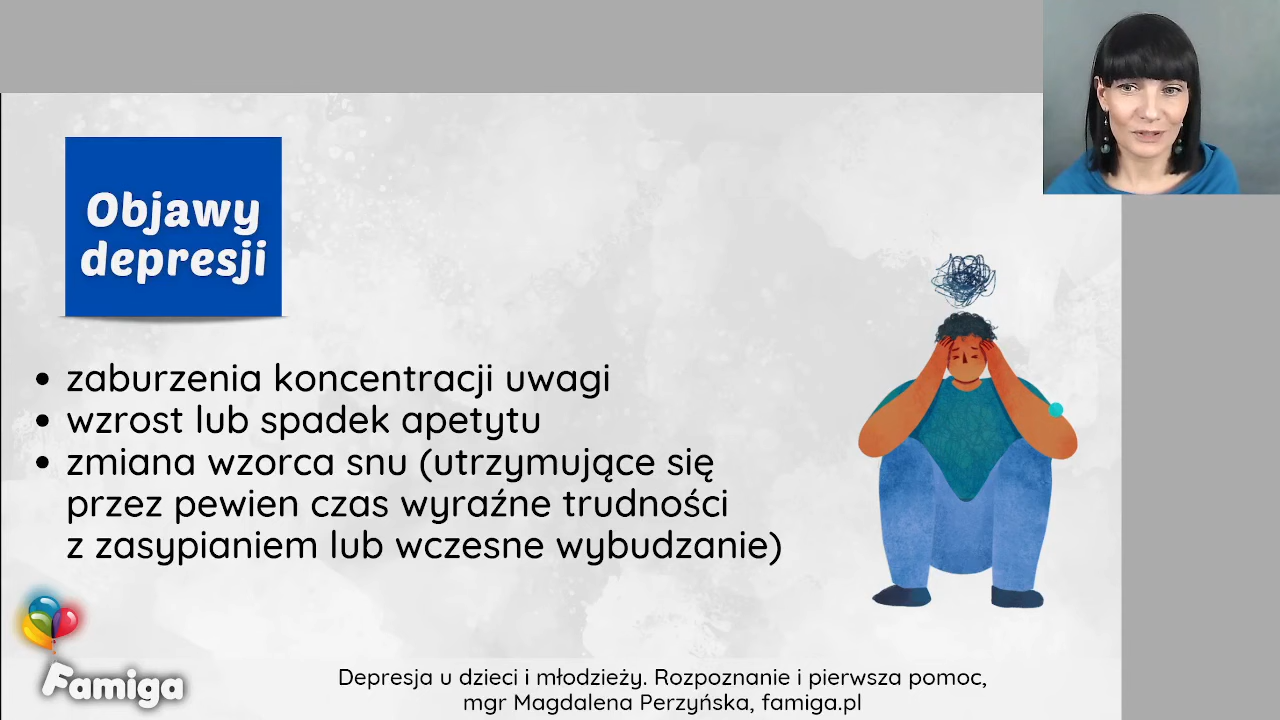 Objawy
depresji
• zaburzenia koncentracji uwagi
• wzrost lub spadek apetytu
• zmiana wzorca snu (utrzymujące się
przez pewien czas wyraźne trudności
z zasypianiem lub wczesne wybudzanie)
Famiga
Depresja u dzieci i młodzieży. Rozpoznanie i pierwsza pomoc,
mgr Magdalena Perzyńska, famiga.pl